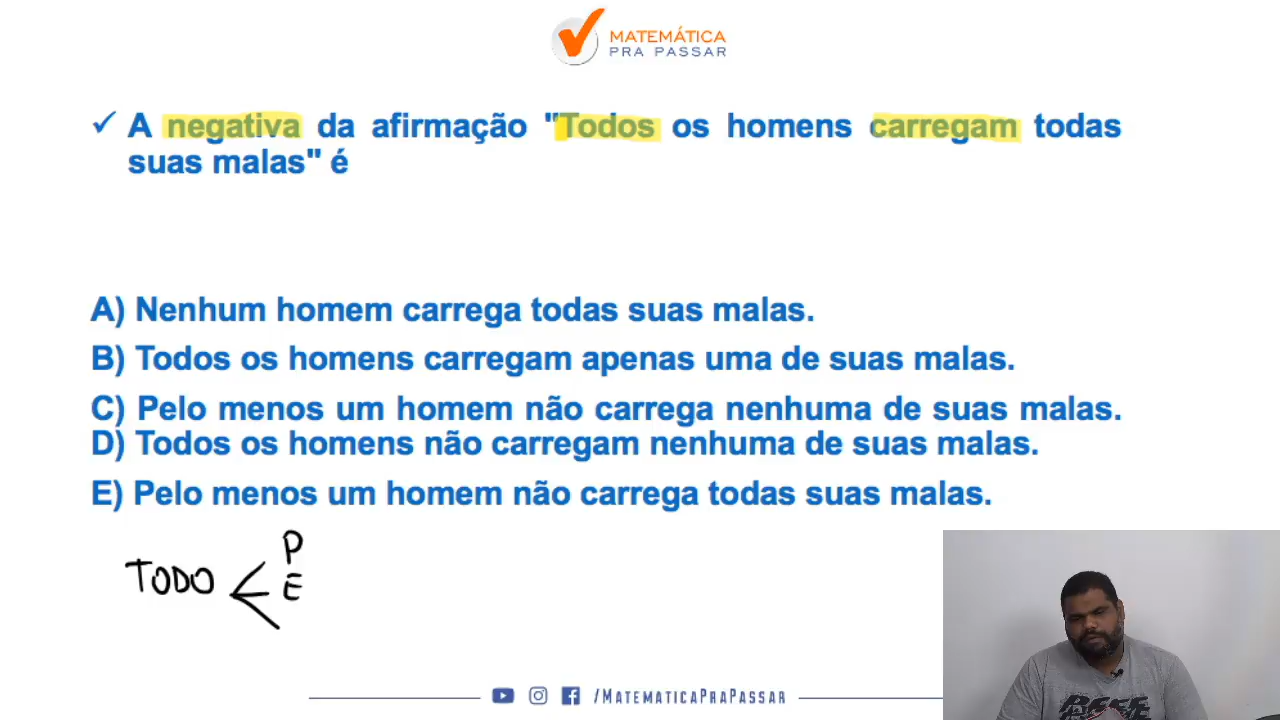 MATEMÁTICA
PRA PASSAR
✓ A negativa da afirmação "Todos os homens carregam todas
suas malas" é
A) Nenhum homem carrega todas suas malas.
B) Todos os homens carregam apenas uma de suas malas.
C) Pelo menos um homem não carrega nenhuma de suas malas.
D) Todos os homens não carregam nenhuma de suas malas.
E) Pelo menos um homem não carrega todas suas malas.
P
TODO
E
/MATEMATICAPRAPASSAR